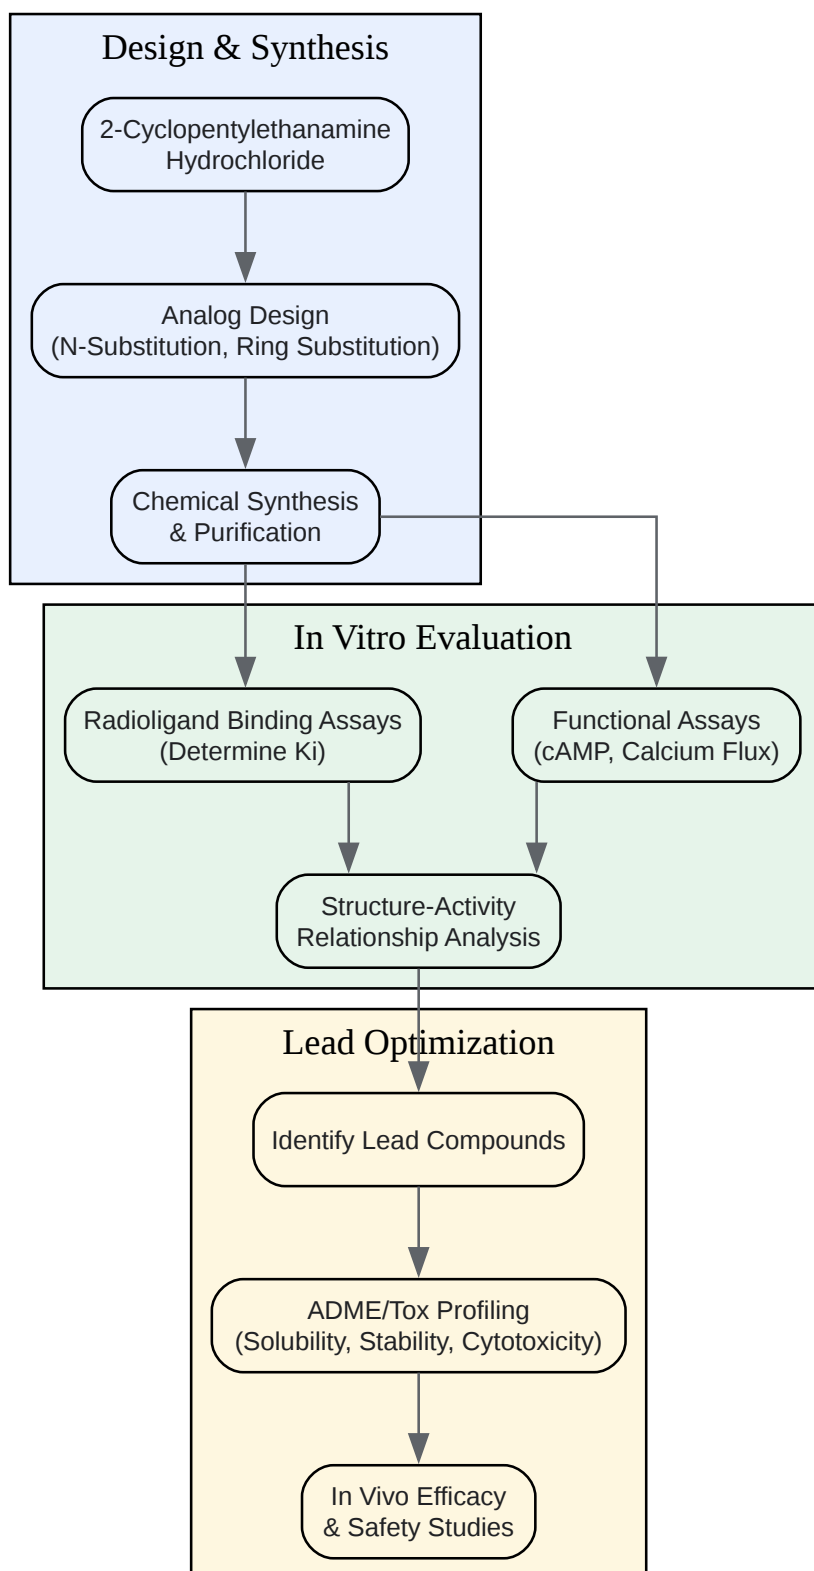 Design & Synthesis
2-Cyclopentylethanamine
Hydrochloride
Analog Design
(N-Substitution, Ring Substitution)
Chemical Synthesis
& Purification
In Vitro Evaluation
Radioligand Binding Assays
(Determine Ki)
Functional Assays
(cAMP, Calcium Flux)
Structure-Activity
Relationship Analysis
Lead Optimization
Identify Lead Compounds
ADME/Tox Profiling
(Solubility, Stability, Cytotoxicity)
In Vivo Efficacy
& Safety Studies